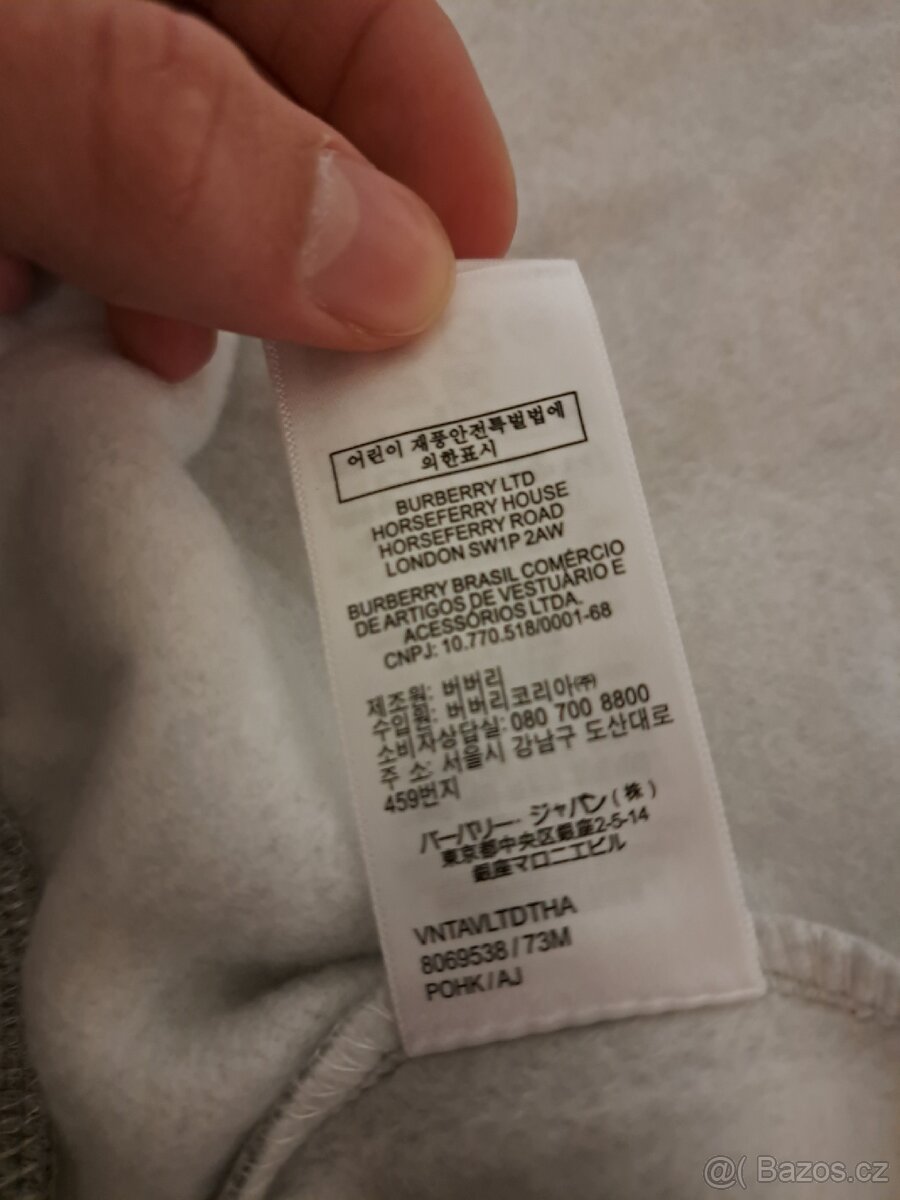 어린이 재풍안전특별법에
의한표시
BURBERRY LTD
HORSEFERRY HOUSE
HORSEFERRY ROAD
LONDON SW1P 2AW
BURBERRY BRASIL COMÉRCIO
DE ARTIGOS DE VESTUÁRIO E
ACESSÓRIOS LTDA.
CNPJ: 10.770.518/0001-68
제조원: 버버리
수입원: 버버리코리아㈜
소비자상답실: 080 700 8800
주 소: 서울시 강남구 도산대로
459번지
バーバリー・ジャパン(株)
東京都中央区銀座2-5-14
銀座マロニエビル
VNTAVLTDTHA
8069538 / 73M
POHK / AJ
@( Bazos.cz